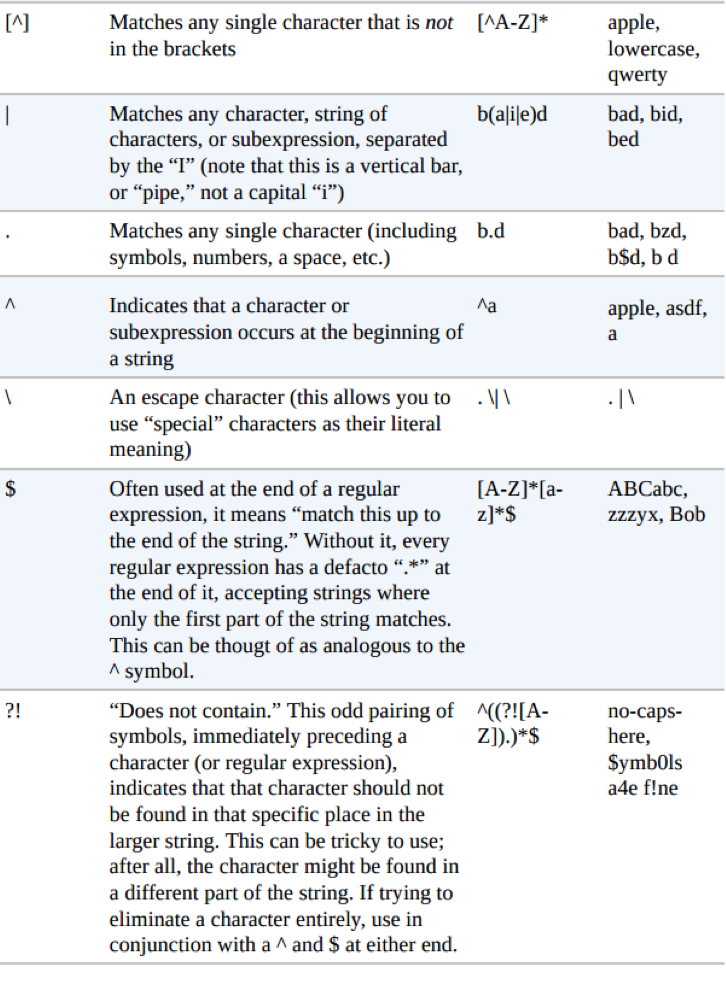 [^] Matches any single character that is not [^A-Z]* apple,
in the brackets lowercase,
qwerty
| Matches any character, string of b(a|i|e)d bad, bid,
characters, or subexpression, separated bed
by the “I” (note that this is a vertical bar,
or “pipe,” not a capital “i”)
. Matches any single character (including b.d bad, bzd,
symbols, numbers, a space, etc.) b$d, b d
^ Indicates that a character or ^a apple, asdf,
subexpression occurs at the beginning of a
a string
\ An escape character (this allows you to . \| \ . | \
use “special” characters as their literal
meaning)
$ Often used at the end of a regular [A-Z]*[a- ABCabc,
expression, it means “match this up to z]*$ zzzyx, Bob
the end of the string.” Without it, every
regular expression has a defacto “.*” at
the end of it, accepting strings where
only the first part of the string matches.
This can be thougt of as analogous to the
^ symbol.
?! “Does not contain.” This odd pairing of ^((?![A- no-caps-
symbols, immediately preceding a Z]).)*$ here,
character (or regular expression), $ymb0ls
indicates that that character should not a4e f!ne
be found in that specific place in the
larger string. This can be tricky to use;
after all, the character might be found in
a different part of the string. If trying to
eliminate a character entirely, use in
conjunction with a ^ and $ at either end.